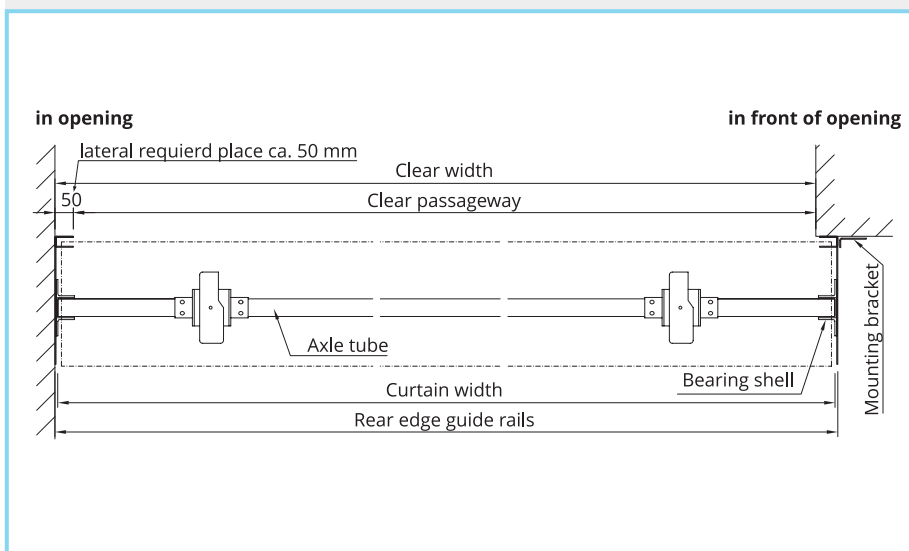 in opening
in front of opening
lateral requierd place ca. 50 mm
Clear width
50
Clear passageway
Axle tube
Bearing shell
Mounting bracket
Curtain width
Rear edge guide rails